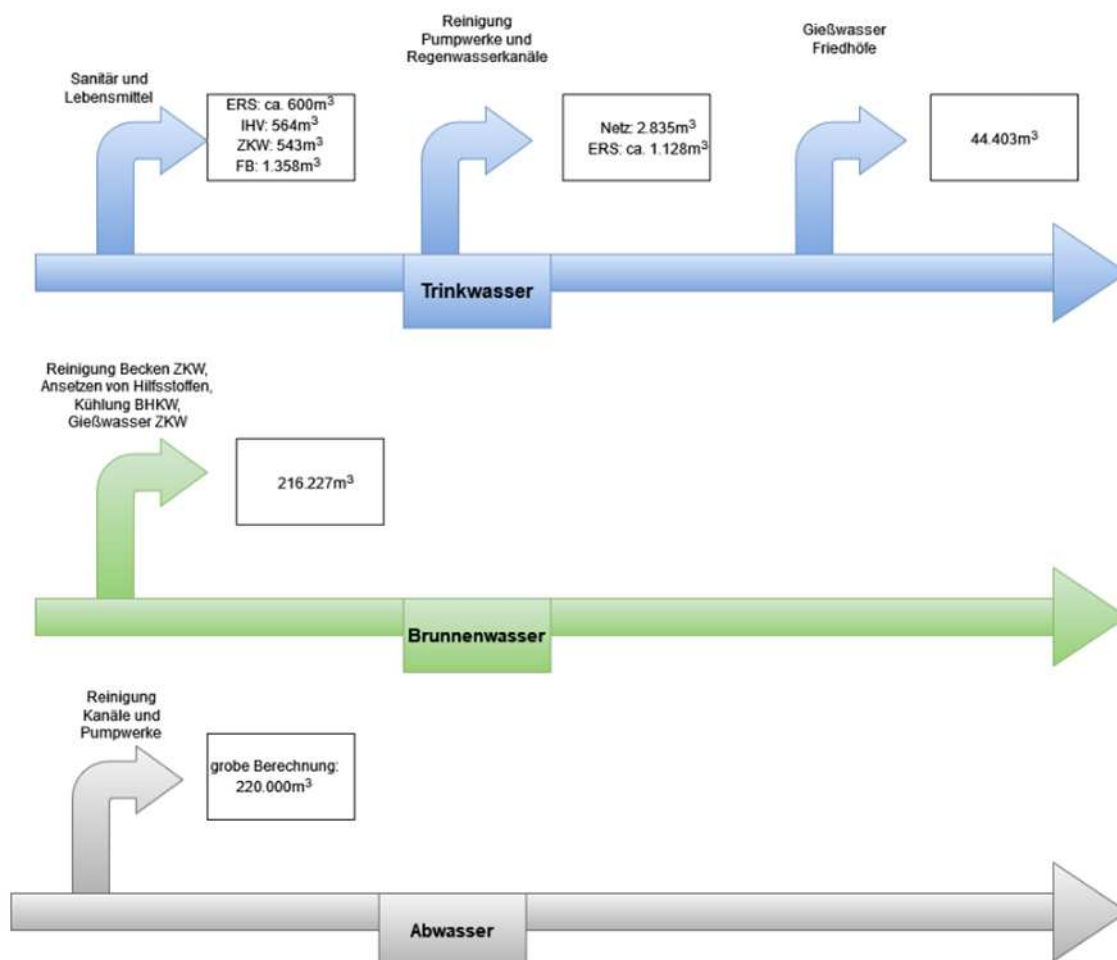 Sanitär und
Lebensmittel
ERS: ca. 600m³
IHV: 564m³
ZKW: 543m³
FB: 1.358m³
Reinigung
Pumpwerke und
Regenwasserkanäle
Netz: 2.835m³
ERS: ca. 1.128m³
Gießwasser
Friedhöfe
44.403m³
Trinkwasser
Reinigung Becken ZKW,
Ansetzen von Hilfsstoffen,
Kühlung BHKW,
Gießwasser ZKW
216.227m³
Brunnenwasser
Reinigung
Kanäle und
Pumpwerke
grobe Berechnung:
220.000m³
Abwasser